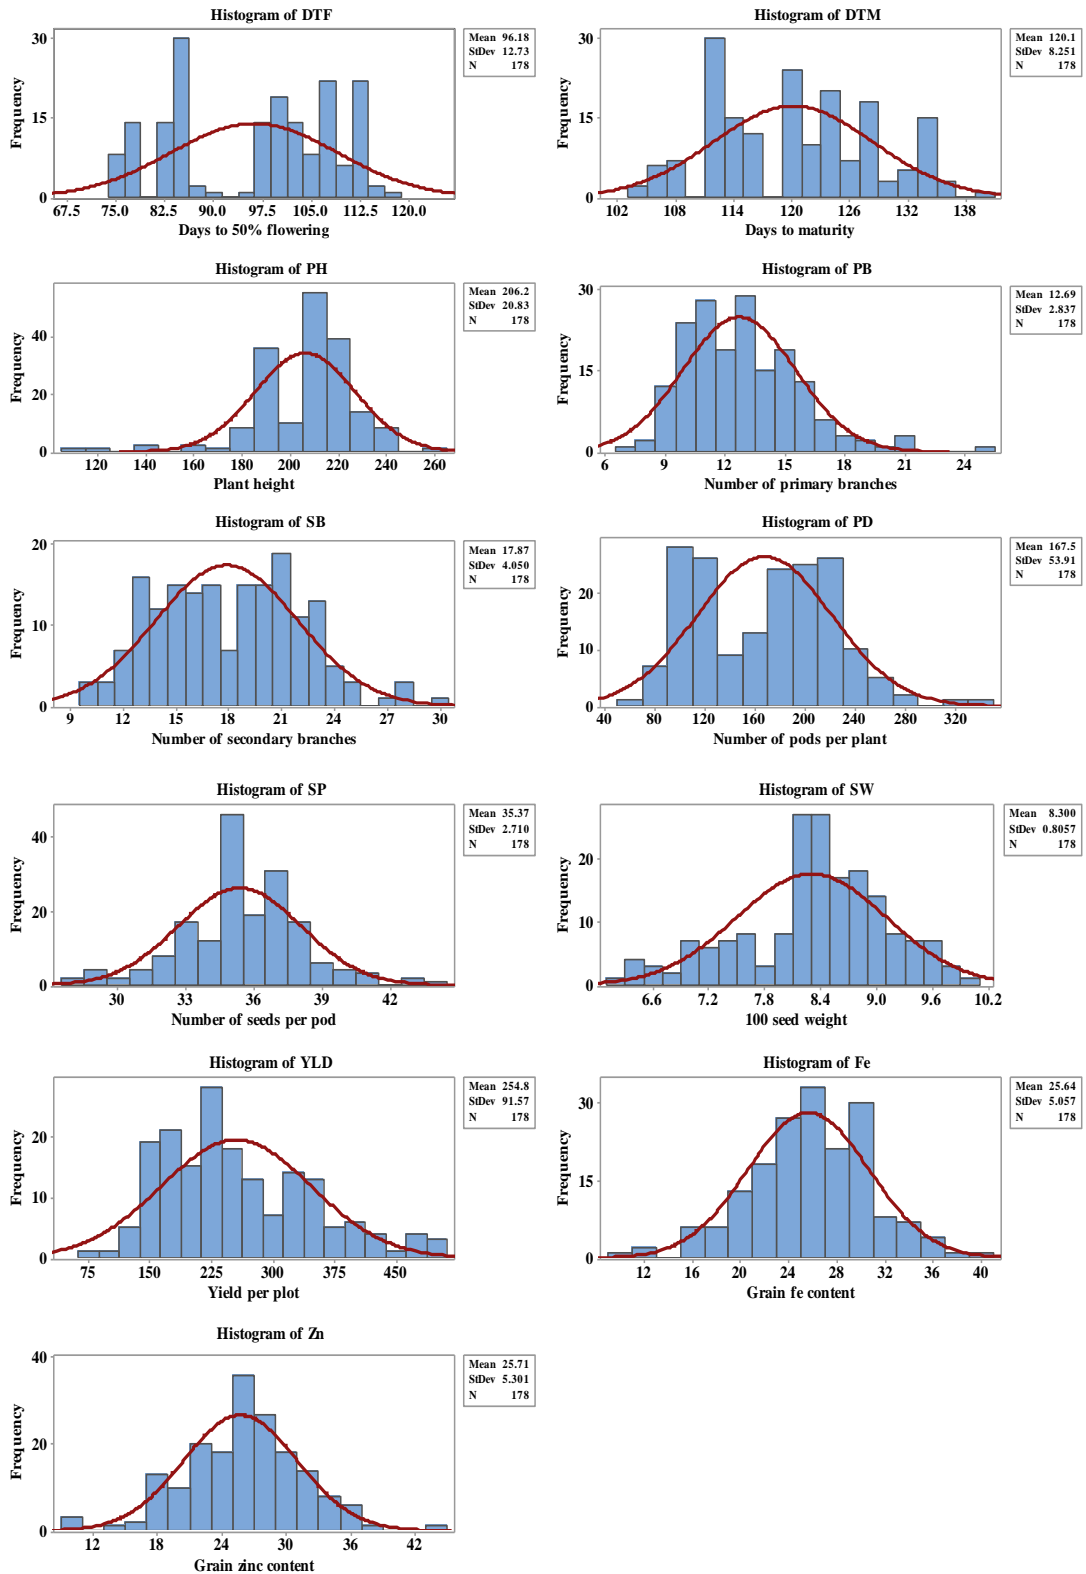 Histogram of DTF
Mean 96.18
StDev 12.73
N 178
Frequency
30
15
0
67.5 75.0 82.5 90.0 97.5 105.0 112.5 120.0
Days to 50% flowering
Histogram of DTM
Mean 120.1
StDev 8.251
N 178
Frequency
30
15
0
102 108 114 120 126 132 138
Days to maturity
Histogram of PH
Mean 206.2
StDev 20.83
N 178
Frequency
40
20
0
120 140 160 180 200 220 240 260
Plant height
Histogram of PB
Mean 12.69
StDev 2.837
N 178
Frequency
30
15
0
6 9 12 15 18 21 24
Number of primary branches
Histogram of SB
Mean 17.87
StDev 4.050
N 178
Frequency
20
10
0
9 12 15 18 21 24 27 30
Number of secondary branches
Histogram of PD
Mean 167.5
StDev 53.91
N 178
Frequency
20
10
0
40 80 120 160 200 240 280 320
Number of pods per plant
Histogram of SP
Mean 35.37
StDev 2.710
N 178
Frequency
40
20
0
30 33 36 39 42
Number of seeds per pod
Histogram of SW
Mean 8.300
StDev 0.8057
N 178
Frequency
20
10
0
6.6 7.2 7.8 8.4 9.0 9.6 10.2
100 seed weight
Histogram of YLD
Mean 254.8
StDev 91.57
N 178
Frequency
20
10
0
75 150 225 300 375 450
Yield per plot
Histogram of Fe
Mean 25.64
StDev 5.057
N 178
Frequency
30
15
0
12 16 20 24 28 32 36 40
Grain fe content
Histogram of Zn
Mean 25.71
StDev 5.301
N 178
Frequency
40
20
0
12 18 24 30 36 42
Grain zinc content